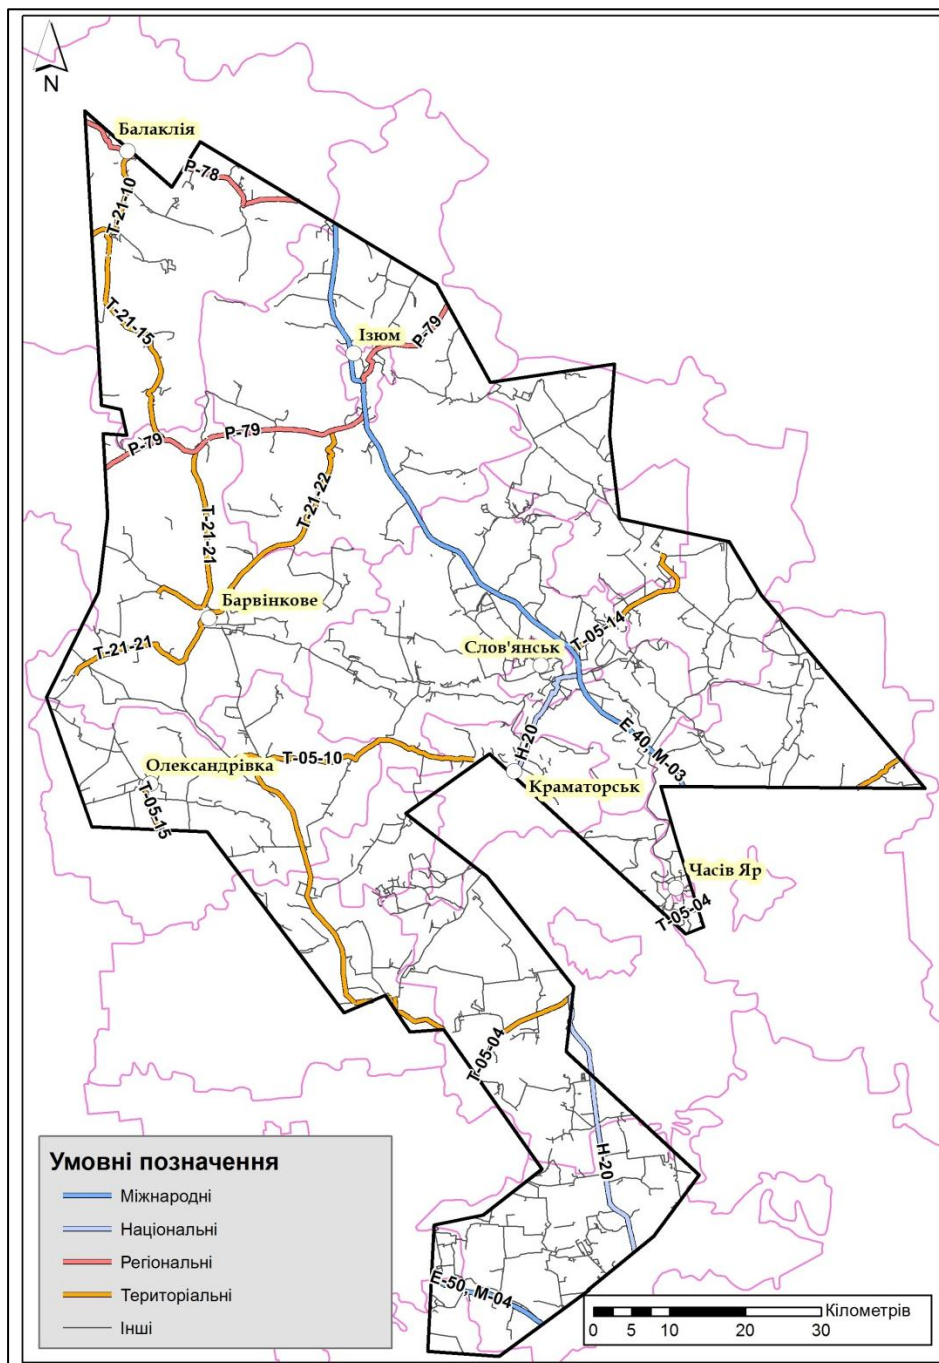 N
Балаклія
Р-78
Т-21-10
Т-21-15
Ізюм
Р-79
Р-79
Р-79
Т-21-22
Т-21-21
Барвінкове
Т-21-21
Слов'янськ
Т-05-14
Н-20
Е-40, М-03
Олександрівка
Т-05-10
Краматорськ
Т-05-15
Часів Яр
Т-05-04
Т-05-04
Н-20
Е-50, М-04
Умовні позначення
Міжнародні
Національні
Регіональні
Територіальні
Інші
Кілометрів
0 5 10 20 30